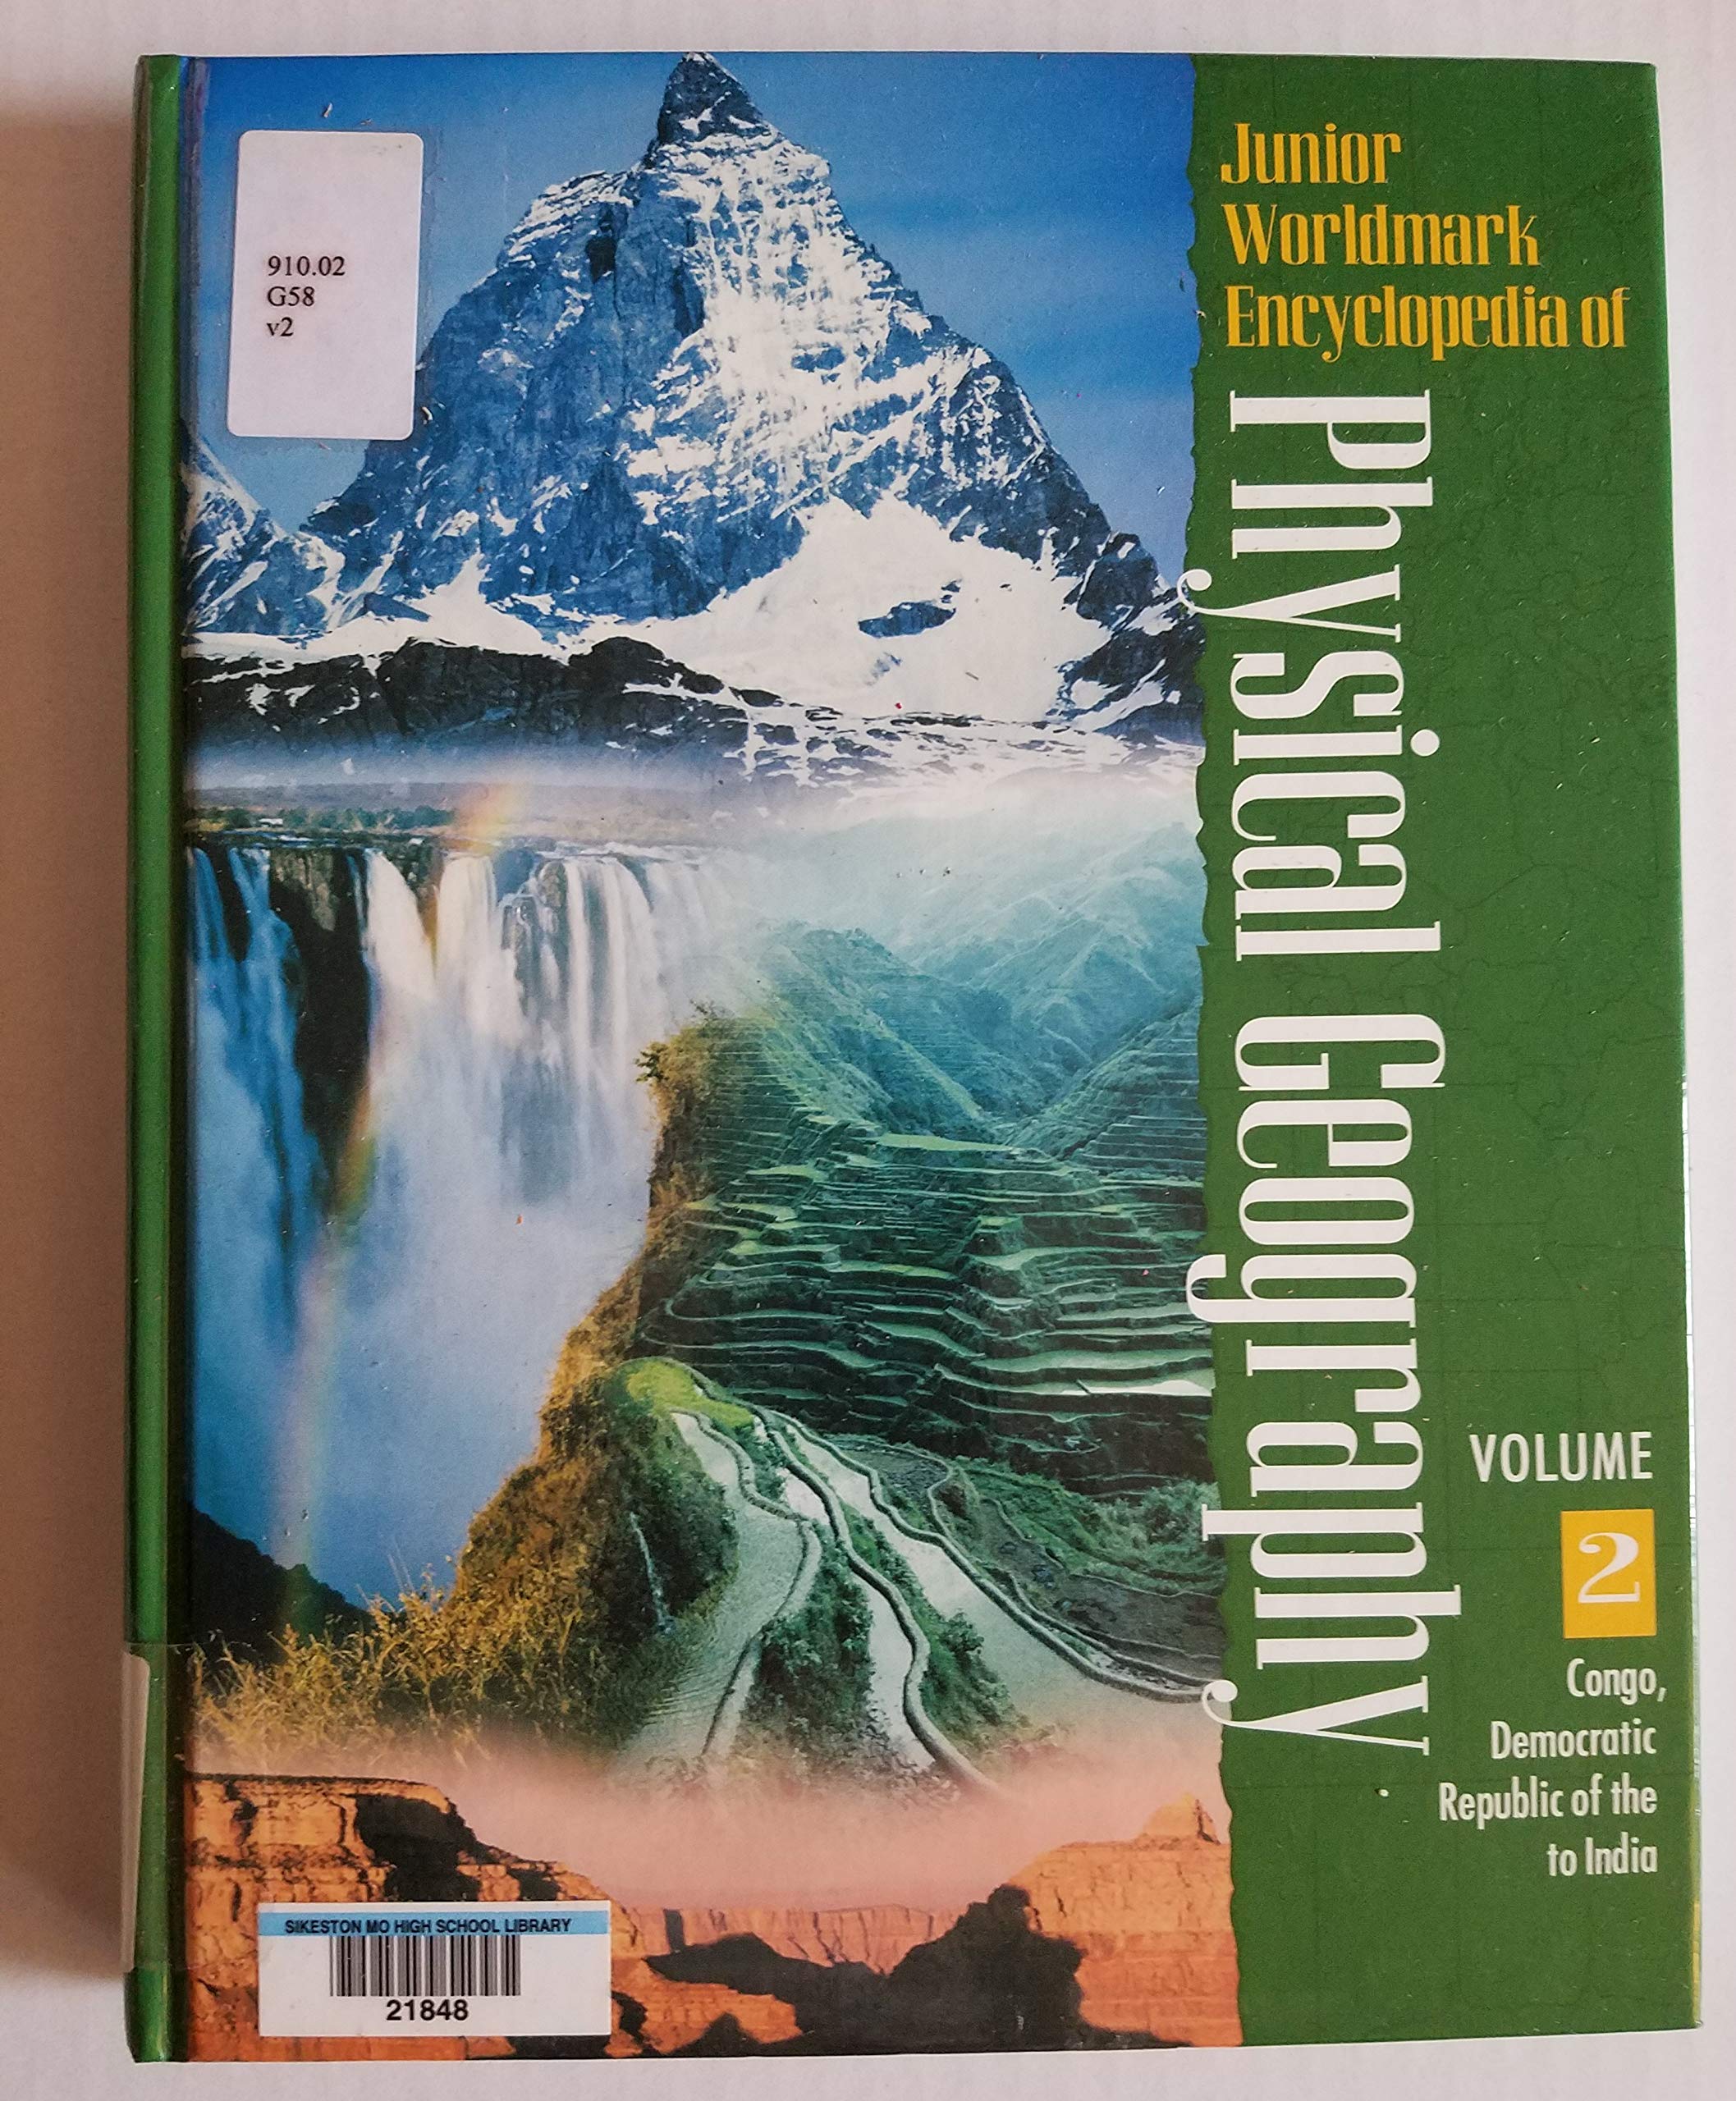 910.02
G58
v2
Junior
Worldmark
Encyclopedia of
Physical Geography
VOLUME
2
Congo,
Democratic
Republic of the
to India
SIKESTON MO HIGH SCHOOL LIBRARY
21848